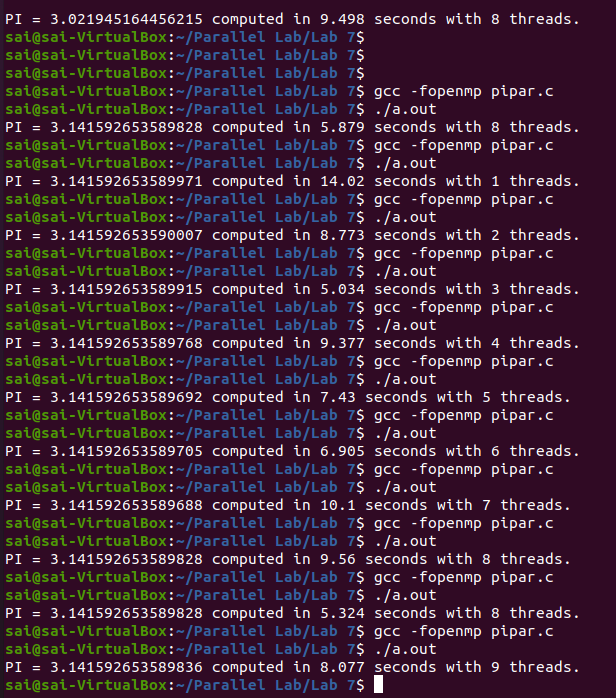 PI = 3.021945164456215 computed in 9.498 seconds with 8 threads.
sai@sai-VirtualBox:~/Parallel Lab/Lab 7$
sai@sai-VirtualBox:~/Parallel Lab/Lab 7$
sai@sai-VirtualBox:~/Parallel Lab/Lab 7$
sai@sai-VirtualBox:~/Parallel Lab/Lab 7$ gcc -fopenmp pipar.c
sai@sai-VirtualBox:~/Parallel Lab/Lab 7$ ./a.out
PI = 3.141592653589828 computed in 5.879 seconds with 8 threads.
sai@sai-VirtualBox:~/Parallel Lab/Lab 7$ gcc -fopenmp pipar.c
sai@sai-VirtualBox:~/Parallel Lab/Lab 7$ ./a.out
PI = 3.141592653589971 computed in 14.02 seconds with 1 threads.
sai@sai-VirtualBox:~/Parallel Lab/Lab 7$ gcc -fopenmp pipar.c
sai@sai-VirtualBox:~/Parallel Lab/Lab 7$ ./a.out
PI = 3.141592653590007 computed in 8.773 seconds with 2 threads.
sai@sai-VirtualBox:~/Parallel Lab/Lab 7$ gcc -fopenmp pipar.c
sai@sai-VirtualBox:~/Parallel Lab/Lab 7$ ./a.out
PI = 3.141592653589915 computed in 5.034 seconds with 3 threads.
sai@sai-VirtualBox:~/Parallel Lab/Lab 7$ gcc -fopenmp pipar.c
sai@sai-VirtualBox:~/Parallel Lab/Lab 7$ ./a.out
PI = 3.141592653589768 computed in 9.377 seconds with 4 threads.
sai@sai-VirtualBox:~/Parallel Lab/Lab 7$ gcc -fopenmp pipar.c
sai@sai-VirtualBox:~/Parallel Lab/Lab 7$ ./a.out
PI = 3.141592653589692 computed in 7.43 seconds with 5 threads.
sai@sai-VirtualBox:~/Parallel Lab/Lab 7$ gcc -fopenmp pipar.c
sai@sai-VirtualBox:~/Parallel Lab/Lab 7$ ./a.out
PI = 3.141592653589705 computed in 6.905 seconds with 6 threads.
sai@sai-VirtualBox:~/Parallel Lab/Lab 7$ gcc -fopenmp pipar.c
sai@sai-VirtualBox:~/Parallel Lab/Lab 7$ ./a.out
PI = 3.141592653589688 computed in 10.1 seconds with 7 threads.
sai@sai-VirtualBox:~/Parallel Lab/Lab 7$ gcc -fopenmp pipar.c
sai@sai-VirtualBox:~/Parallel Lab/Lab 7$ ./a.out
PI = 3.141592653589828 computed in 9.56 seconds with 8 threads.
sai@sai-VirtualBox:~/Parallel Lab/Lab 7$ gcc -fopenmp pipar.c
sai@sai-VirtualBox:~/Parallel Lab/Lab 7$ ./a.out
PI = 3.141592653589828 computed in 5.324 seconds with 8 threads.
sai@sai-VirtualBox:~/Parallel Lab/Lab 7$ gcc -fopenmp pipar.c
sai@sai-VirtualBox:~/Parallel Lab/Lab 7$ ./a.out
PI = 3.141592653589836 computed in 8.077 seconds with 9 threads.
sai@sai-VirtualBox:~/Parallel Lab/Lab 7$